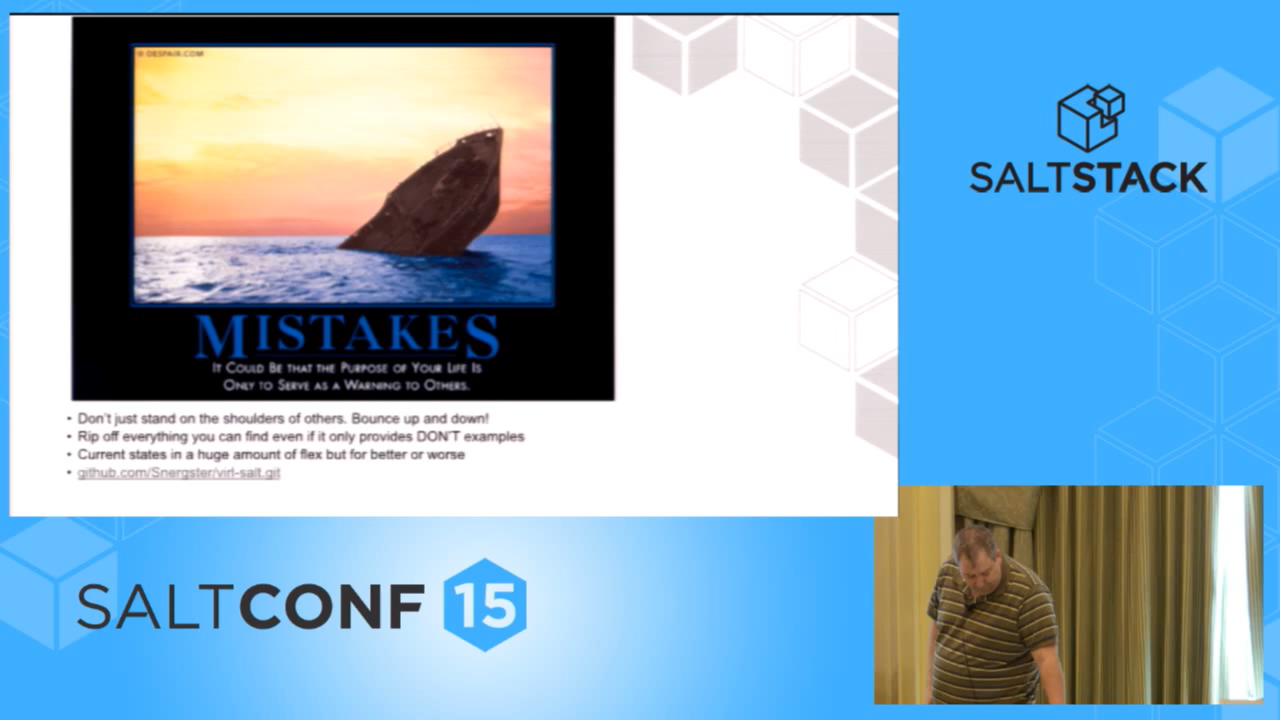 © DESPAIR.COM
MISTAKES
IT COULD BE THAT THE PURPOSE OF YOUR LIFE IS
ONLY TO SERVE AS A WARNING TO OTHERS.
• Don't just stand on the shoulders of others. Bounce up and down!
• Rip off everything you can find even if it only provides DON'T examples
• Current states in a huge amount of flex but for better or worse
• github.com/Snergster/virl-salt.git
SALTSTACK
SALTCONF 15